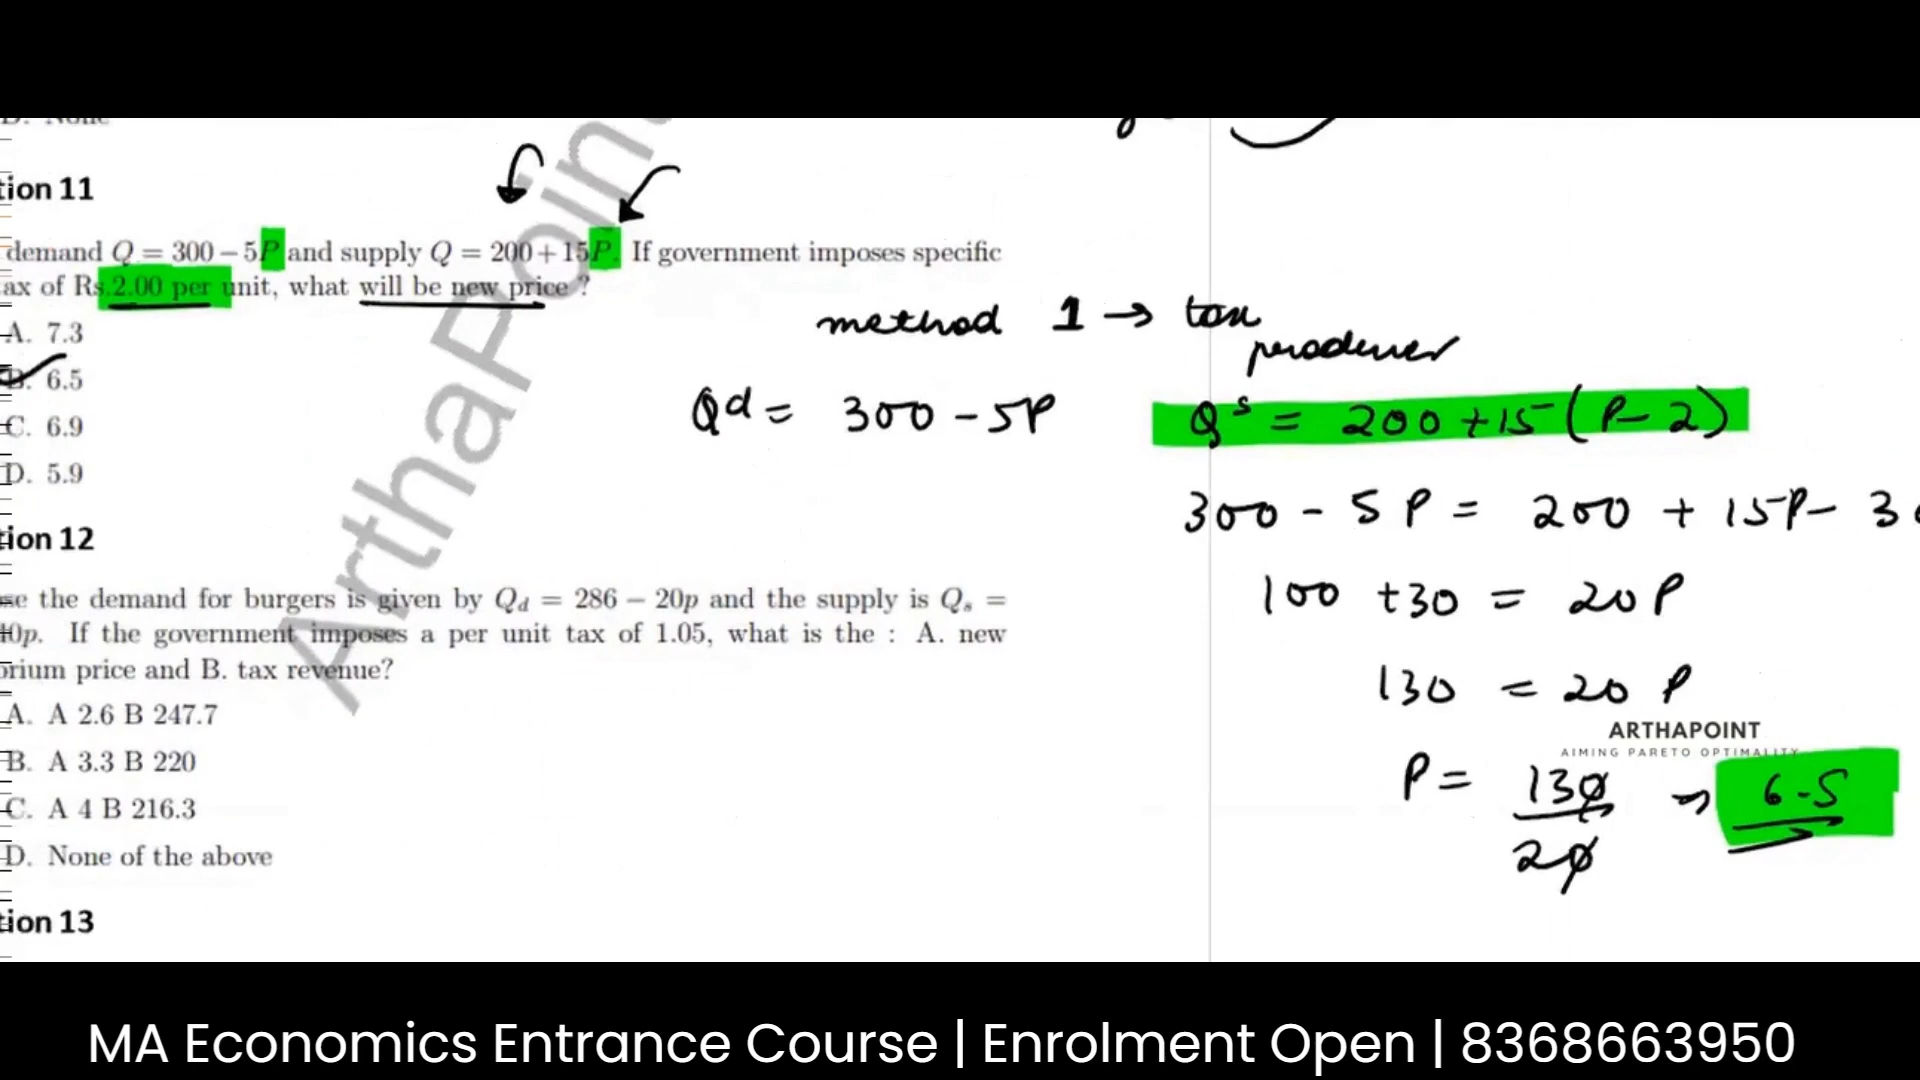 D. None
tion 11
demand Q = 300 − 5P and supply Q = 200 + 15P. If government imposes specific
ax of Rs.2.00 per unit, what will be new price ?
A. 7.3
B. 6.5
C. 6.9
D. 5.9
method 1 → tax
producer
Qd = 300 - 5P
Qs = 200 + 15 (P - 2)
300 - 5P = 200 + 15P - 30
100 + 30 = 20P
130 = 20 P
P = 130/20 → 6.5
tion 12
se the demand for burgers is given by Qd = 286 − 20p and the supply is Qs =
40p. If the government imposes a per unit tax of 1.05, what is the : A. new
brium price and B. tax revenue?
A. A 2.6 B 247.7
B. A 3.3 B 220
C. A 4 B 216.3
D. None of the above
tion 13
ArthaPoin
ARTHAPOINT
AIMING PARETO OPTIMALITY
MA Economics Entrance Course | Enrolment Open | 8368663950